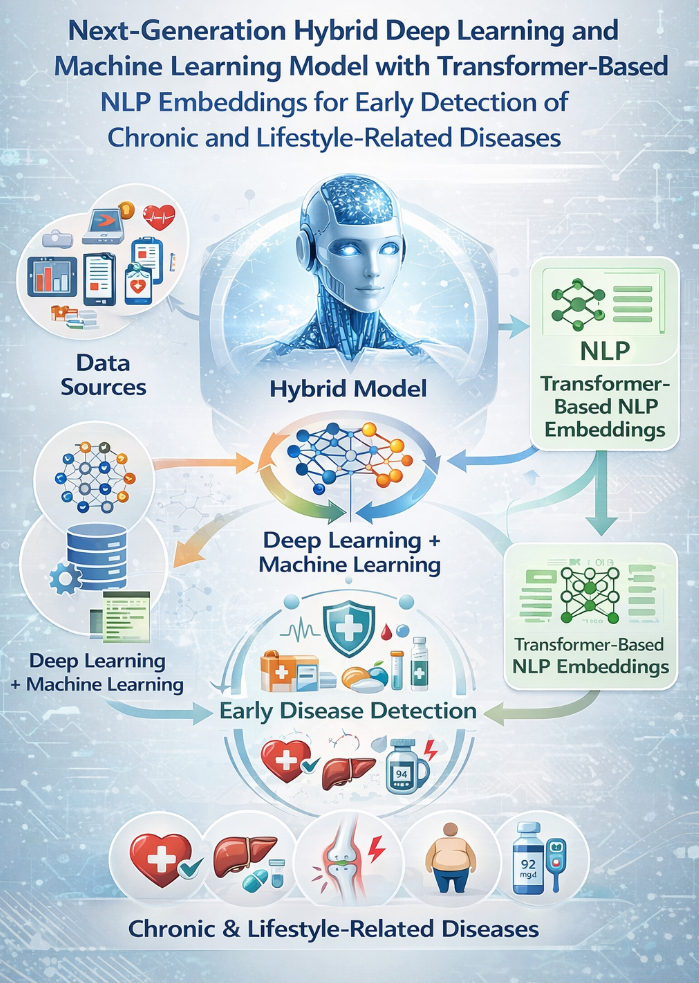 Next-Generation Hybrid Deep Learning and
Machine Learning Model with Transformer-Based
NLP Embeddings for Early Detection of
Chronic and Lifestyle-Related Diseases
Data
Sources
Hybrid Model
NLP
Transformer-
Based NLP
Embeddings
Deep Learning +
Machine Learning
Deep Learning
+ Machine Learning
Transformer-Based
NLP Embeddings
Early Disease Detection
94
92
mgd
Chronic & Lifestyle-Related Diseases